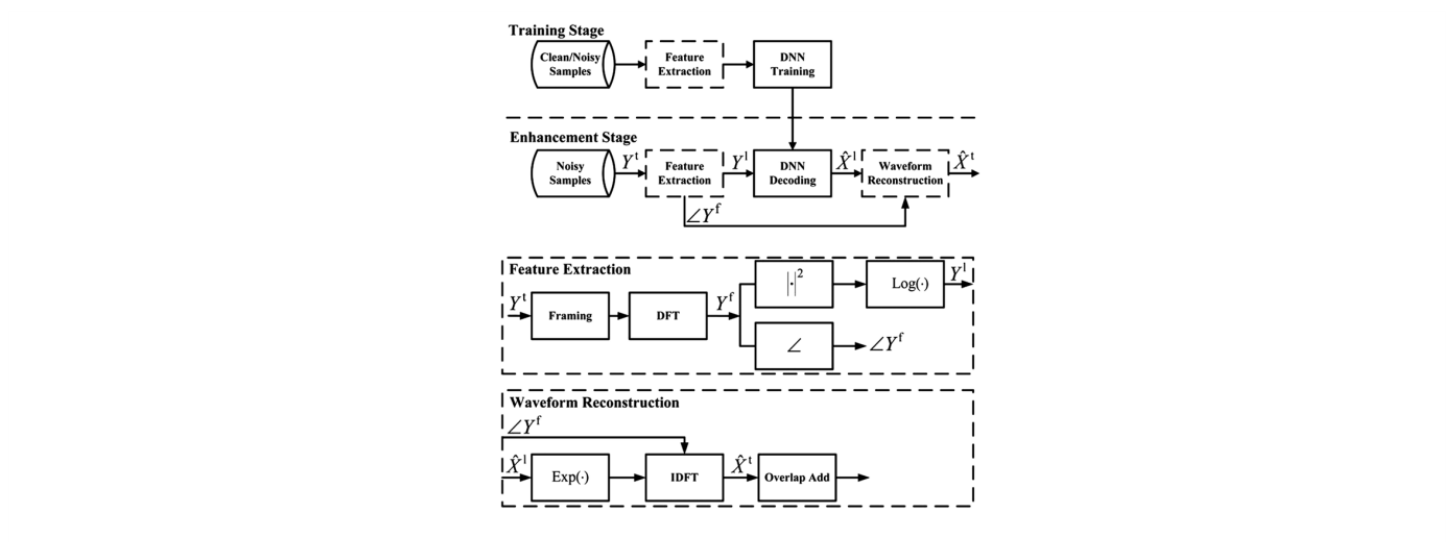 Training Stage
Clean/Noisy
Samples
Feature
Extraction
DNN
Training
Enhancement Stage
Noisy
Samples
Yᵗ
Feature
Extraction
Yˡ
DNN
Decoding
X̂ˡ
Waveform
Reconstruction
X̂ᵗ
∠Yᶠ
Feature Extraction
Yᵗ
Framing
DFT
Yᶠ
|·|²
Log(·)
Yˡ
∠
∠Yᶠ
Waveform Reconstruction
∠Yᶠ
X̂ˡ
Exp(·)
IDFT
X̂ᵗ
Overlap Add